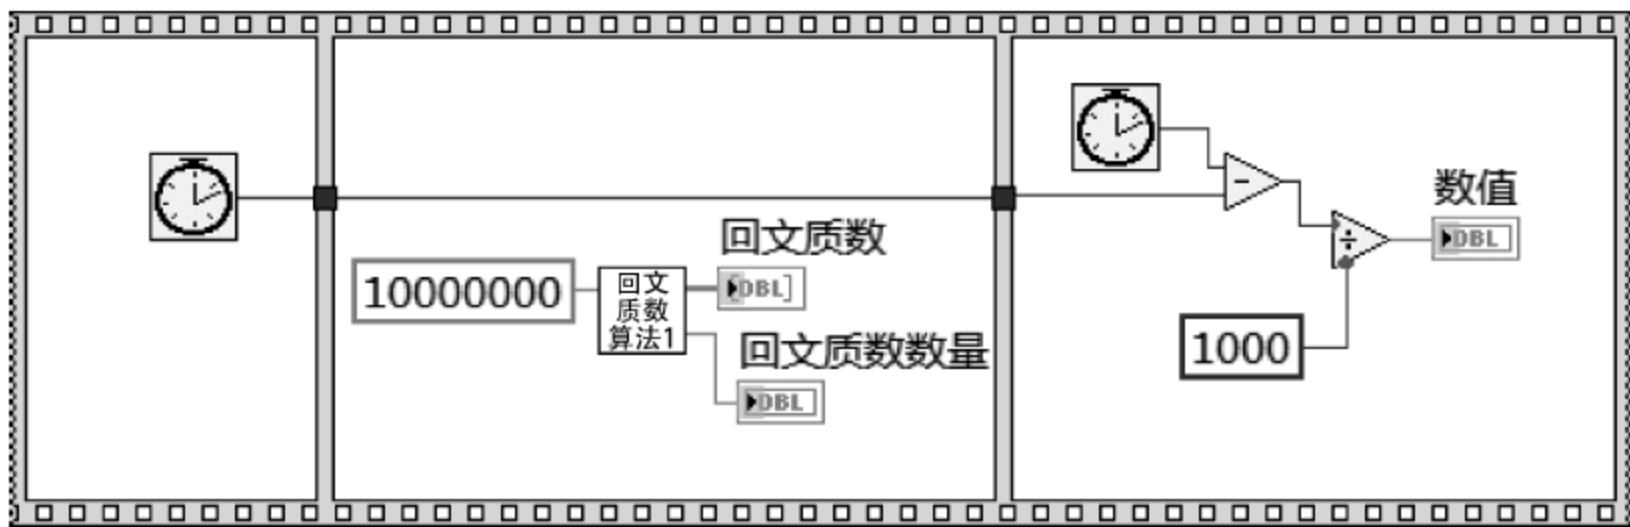 数值
回文质数
DBL
10000000
回文
质数
算法1
DBL
回文质数数量
1000
DBL